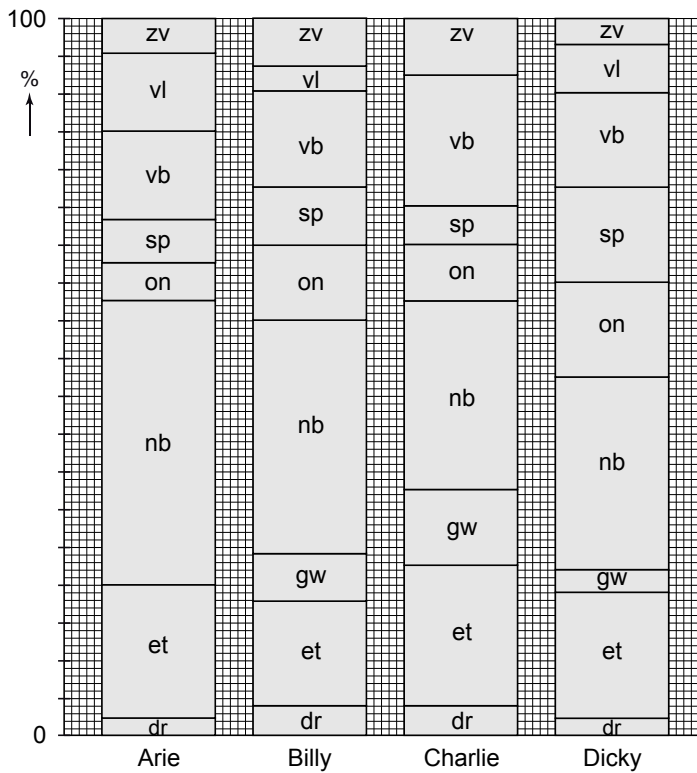 100
%
0
zv
vl
vb
sp
on
nb
et
dr
Arie
zv
vl
vb
sp
on
nb
gw
et
dr
Billy
zv
vb
sp
on
nb
gw
et
dr
Charlie
zv
vl
vb
sp
on
nb
gw
et
dr
Dicky